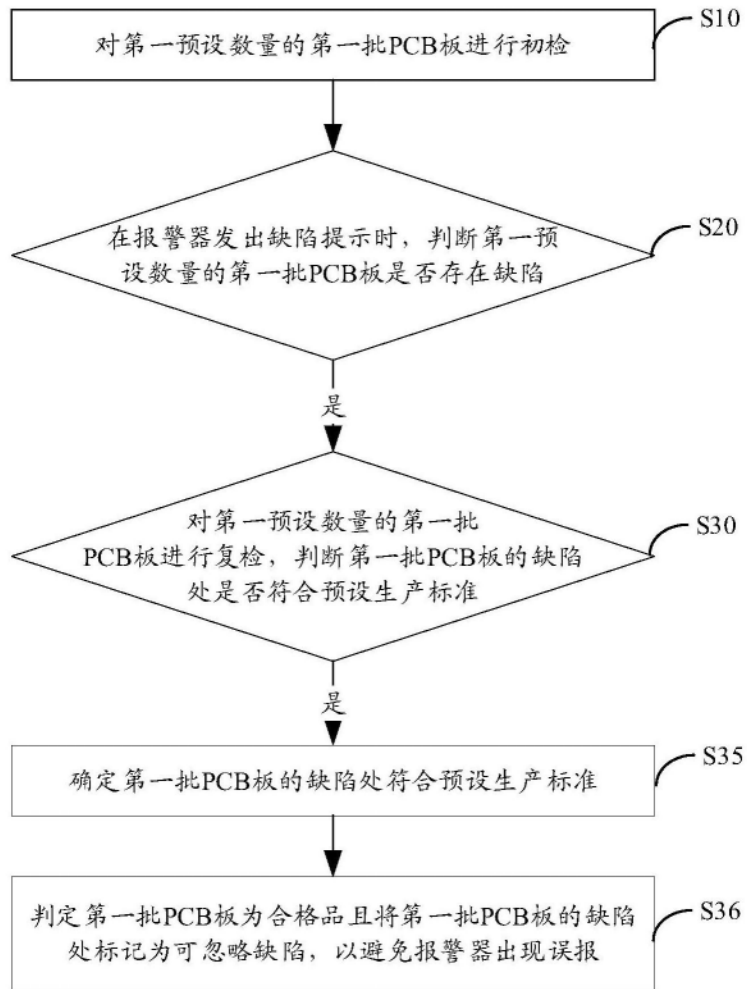 对第一预设数量的第一批PCB板进行初检
S10
在报警器发出缺陷提示时，判断第一预
设数量的第一批PCB板是否存在缺陷
S20
是
对第一预设数量的第一批
PCB板进行复检，判断第一批PCB板的缺陷
处是否符合预设生产标准
S30
是
确定第一批PCB板的缺陷处符合预设生产标准
S35
判定第一批PCB板为合格品且将第一批PCB板的缺陷
处标记为可忽略缺陷，以避免报警器出现误报
S36